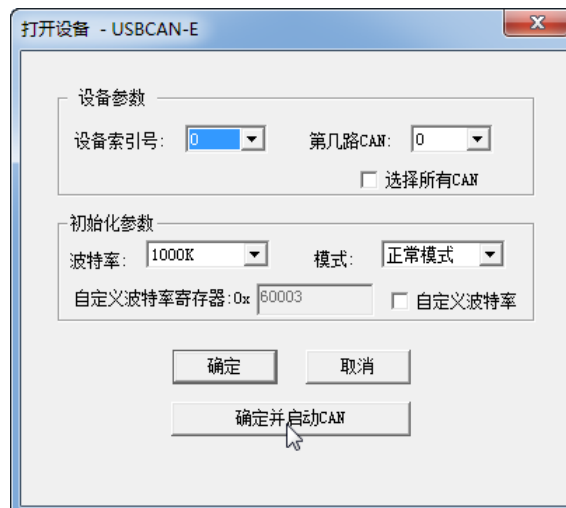 打开设备 - USBCAN-E
设备参数
设备索引号: 0 第几路CAN: 0
选择所有CAN
初始化参数
波特率: 1000K 模式: 正常模式
自定义波特率寄存器:0x 60003 自定义波特率
确定 取消
确定并启动CAN